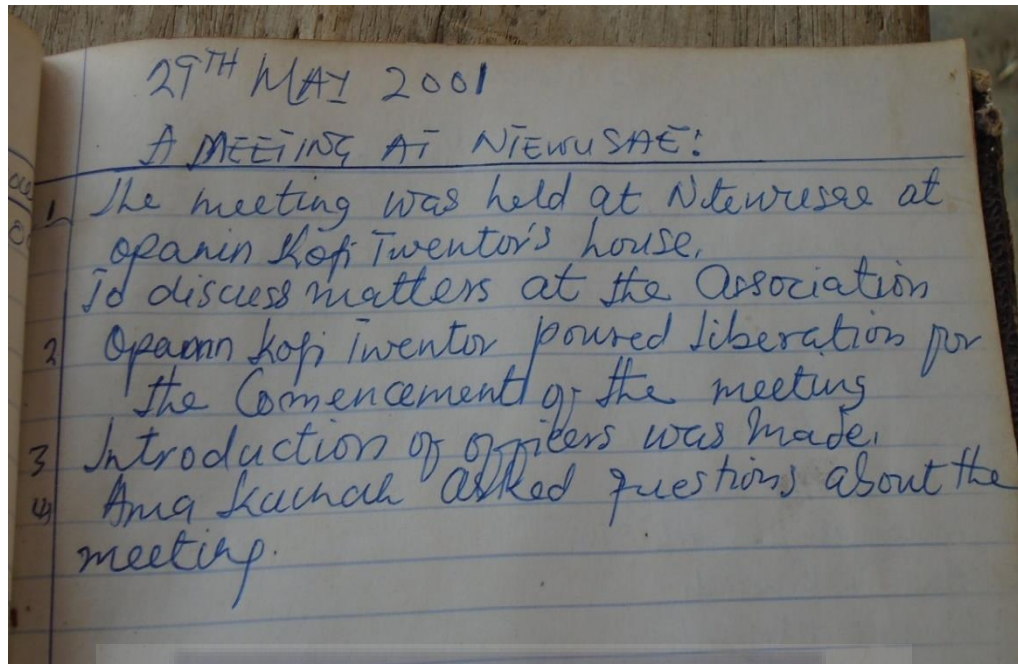 29TH MAY 2001
A MEETING AT NTEWUSAE:
1 The meeting was held at Ntewusae at
opanin Kofi Twentor's house.
To discuss matters at the Association
2 Opanin Kofi Twentor poured Liberation for
the Comencement of the meeting
3 Introduction of officers was made.
4 Ama asked questions about the
meeting.